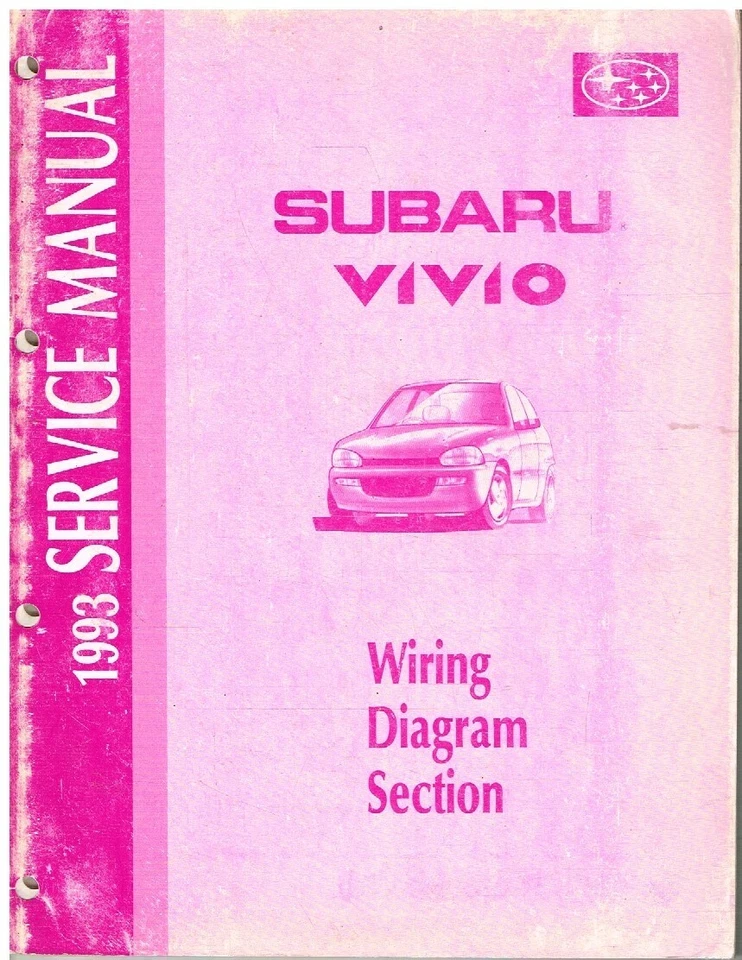 1993 SERVICE MANUAL
SUBARU
VIVIO
Wiring
Diagram
Section